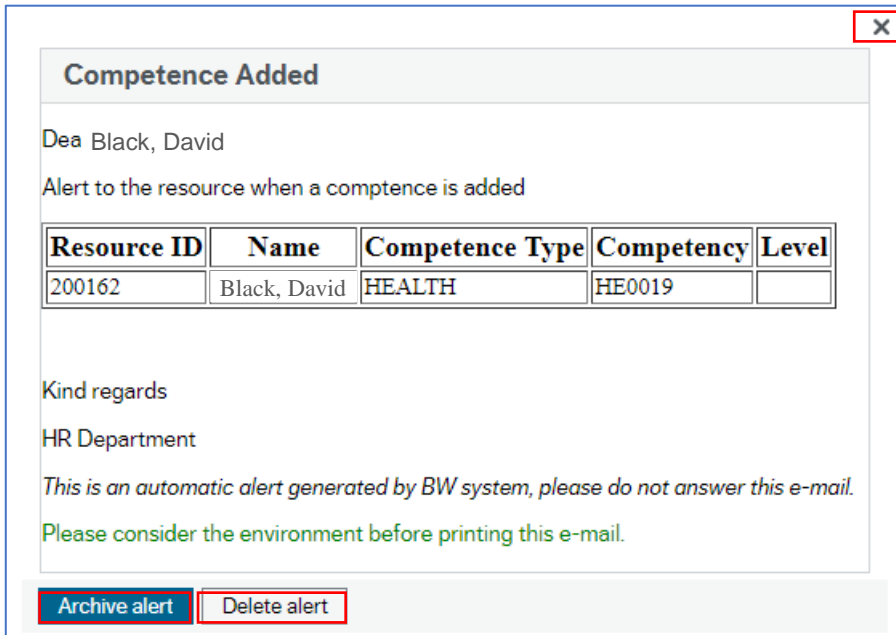 ×
Competence Added
Dea Black, David
Alert to the resource when a comptence is added
Resource ID Name Competence Type Competency Level
200162 Black, David HEALTH HE0019
Kind regards
HR Department
This is an automatic alert generated by BW system, please do not answer this e-mail.
Please consider the environment before printing this e-mail.
Archive alert Delete alert